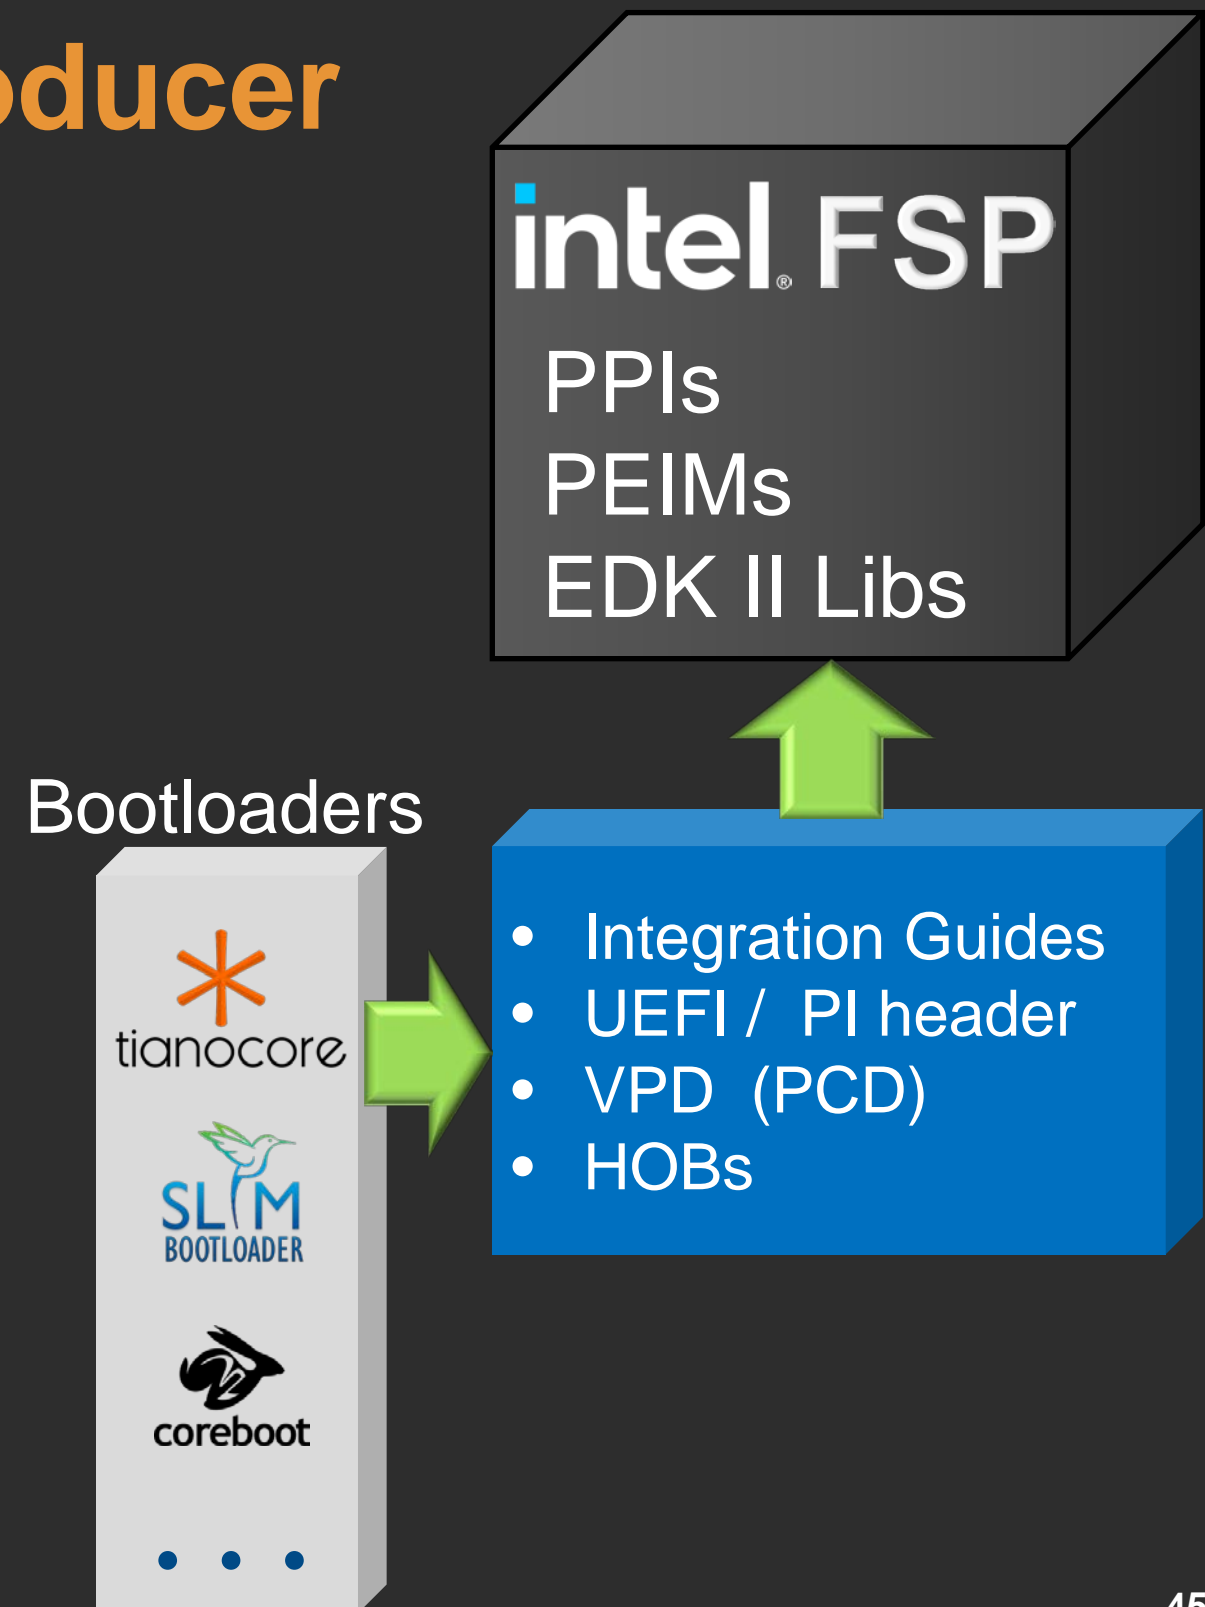 oducer
intel. FSP
PPIs
PEIMs
EDK II Libs
Bootloaders
tianocore
SLIM
BOOTLOADER
coreboot
• • •
• Integration Guides
• UEFI / PI header
• VPD (PCD)
• HOBs
45